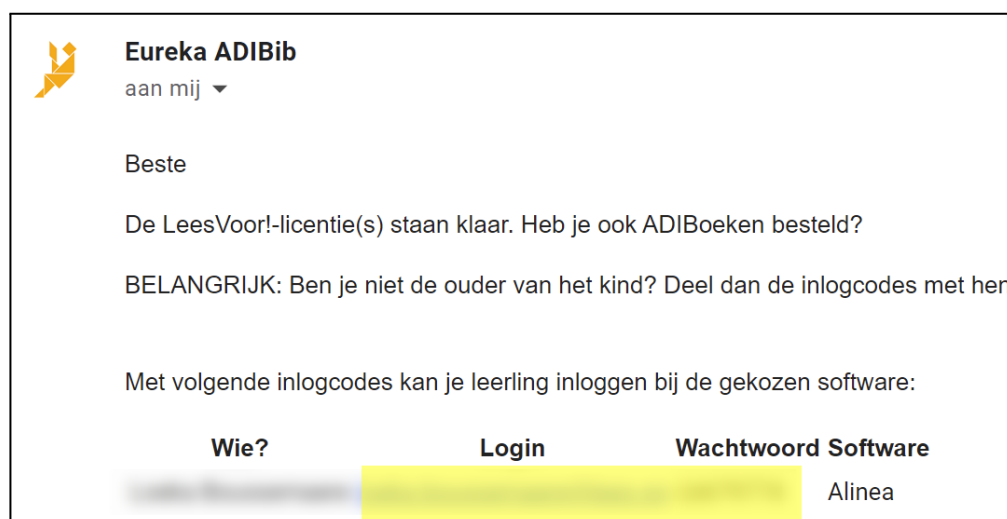 Eureka ADIBib
aan mij
Beste
De LeesVoor!-licentie(s) staan klaar. Heb je ook ADIBoeken besteld?
BELANGRIJK: Ben je niet de ouder van het kind? Deel dan de inlogcodes met
Met volgende inlogcodes kan je leerling inloggen bij de gekozen software:
Wie? Login Wachtwoord Software
Alinea